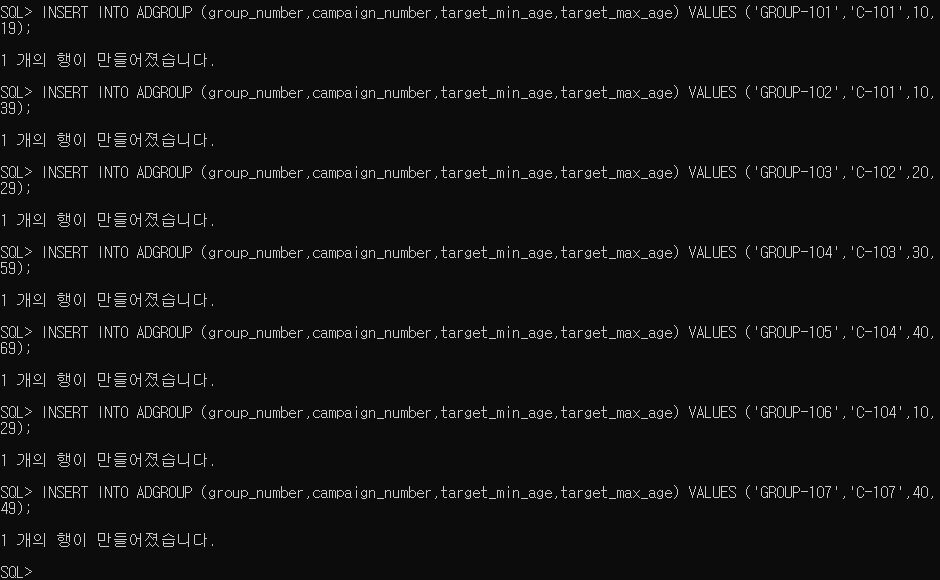 SQL> INSERT INTO ADGROUP (group_number,campaign_number,target_min_age,target_max_age) VALUES ('GROUP-101','C-101',10,
19);
1 개의 행이 만들어졌습니다.
SQL> INSERT INTO ADGROUP (group_number,campaign_number,target_min_age,target_max_age) VALUES ('GROUP-102','C-101',10,
39);
1 개의 행이 만들어졌습니다.
SQL> INSERT INTO ADGROUP (group_number,campaign_number,target_min_age,target_max_age) VALUES ('GROUP-103','C-102',20,
29);
1 개의 행이 만들어졌습니다.
SQL> INSERT INTO ADGROUP (group_number,campaign_number,target_min_age,target_max_age) VALUES ('GROUP-104','C-103',30,
59);
1 개의 행이 만들어졌습니다.
SQL> INSERT INTO ADGROUP (group_number,campaign_number,target_min_age,target_max_age) VALUES ('GROUP-105','C-104',40,
69);
1 개의 행이 만들어졌습니다.
SQL> INSERT INTO ADGROUP (group_number,campaign_number,target_min_age,target_max_age) VALUES ('GROUP-106','C-104',10,
29);
1 개의 행이 만들어졌습니다.
SQL> INSERT INTO ADGROUP (group_number,campaign_number,target_min_age,target_max_age) VALUES ('GROUP-107','C-107',40,
49);
1 개의 행이 만들어졌습니다.
SQL>